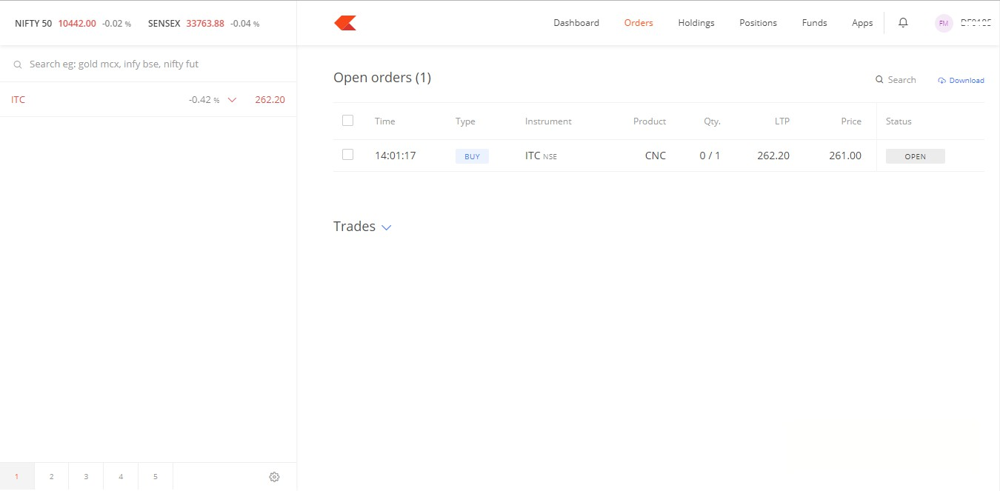 NIFTY 50 10442.00 -0.02 % SENSEX 33763.88 -0.04 %
Dashboard Orders Holdings Positions Funds Apps FM
Search eg: gold mcx, infy bse, nifty fut
ITC -0.42 % 262.20
Open orders (1)
Search Download
Time Type Instrument Product Qty. LTP Price Status
14:01:17 BUY ITC NSE CNC 0 / 1 262.20 261.00 OPEN
Trades
1 2 3 4 5